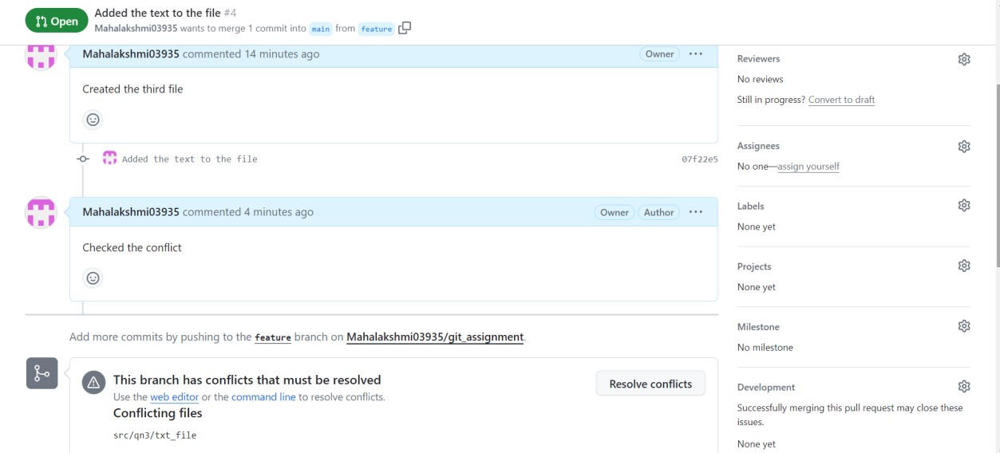 Open
Added the text to the file #4
Mahalakshmi03935 wants to merge 1 commit into main from feature
Mahalakshmi03935 commented 14 minutes ago
Owner
Created the third file
Added the text to the file
07f22e5
Mahalakshmi03935 commented 4 minutes ago
Owner
Author
Checked the conflict
Add more commits by pushing to the feature branch on Mahalakshmi03935/git_assignment.
This branch has conflicts that must be resolved
Use the web editor or the command line to resolve conflicts.
Resolve conflicts
Conflicting files
src/qn3/txt_file
Reviewers
No reviews
Still in progress? Convert to draft
Assignees
No one—assign yourself
Labels
None yet
Projects
None yet
Milestone
No milestone
Development
Successfully merging this pull request may close these
issues.
None yet